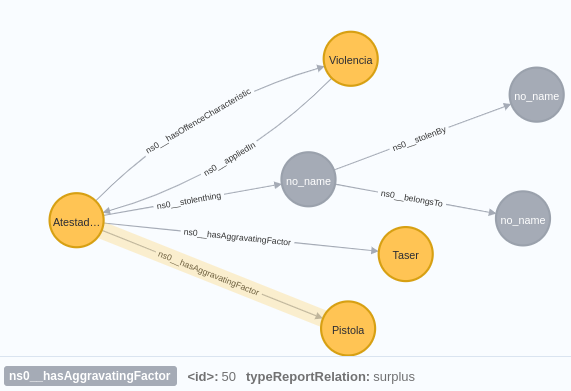 Violencia
no_name
ns0__hasOffenceCharacteristic
ns0__stolenBy
ns0__appliedIn
no_name
ns0__stolenthing
ns0__belongsTo
Atestad...
no_name
ns0__hasAggravatingFactor
Taser
ns0__hasAggravatingFactor
Pistola
ns0__hasAggravatingFactor <id>: 50 typeReportRelation: surplus